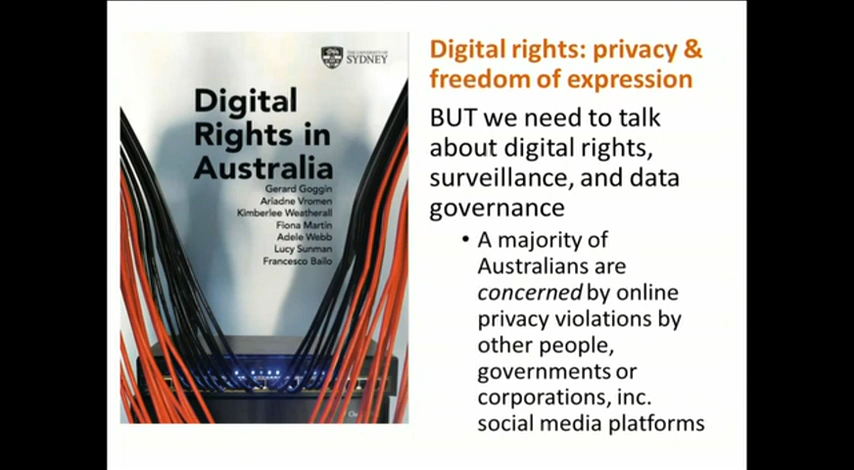 THE UNIVERSITY OF
SYDNEY
Digital
Rights in
Australia
Gerard Goggin
Ariadne Vromen
Kimberlee Weatherall
Fiona Martin
Adele Webb
Lucy Sunman
Francesco Bailo
Digital rights: privacy &
freedom of expression
BUT we need to talk
about digital rights,
surveillance, and data
governance
• A majority of
Australians are
concerned by online
privacy violations by
other people,
governments or
corporations, inc.
social media platforms